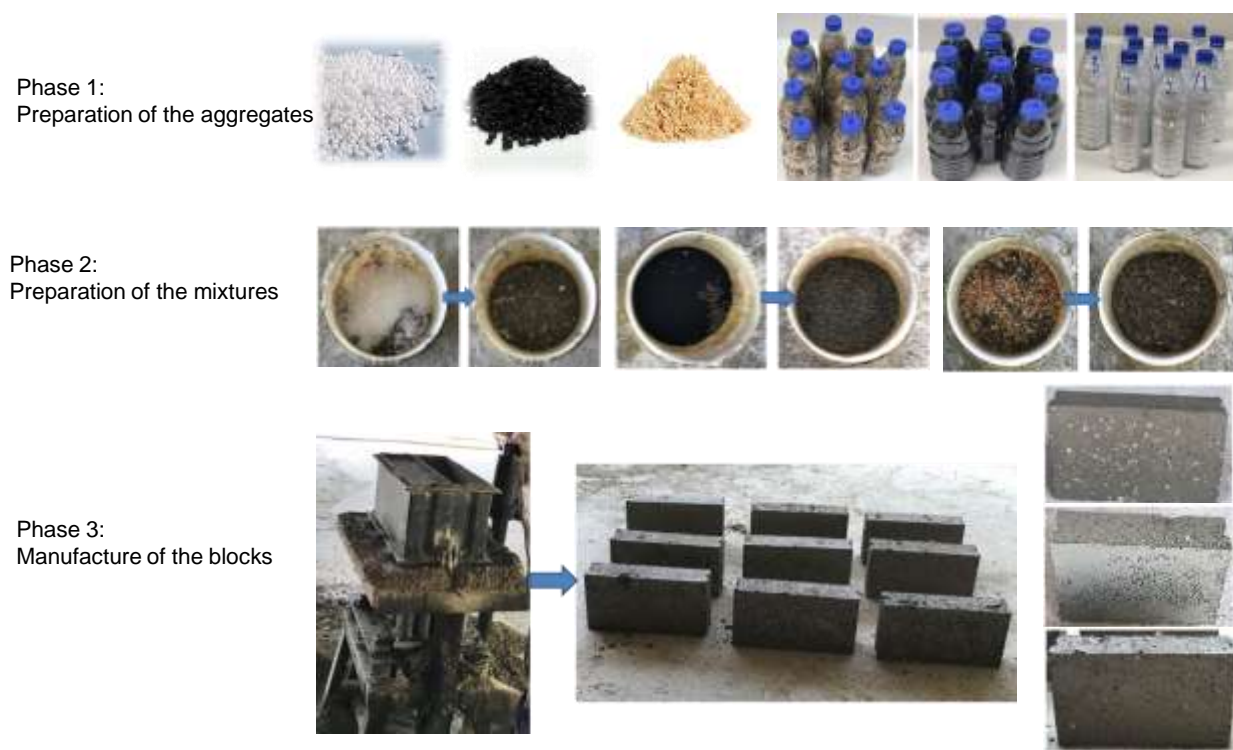 Phase 1:
Preparation of the aggregates
Phase 2:
Preparation of the mixtures
Phase 3:
Manufacture of the blocks